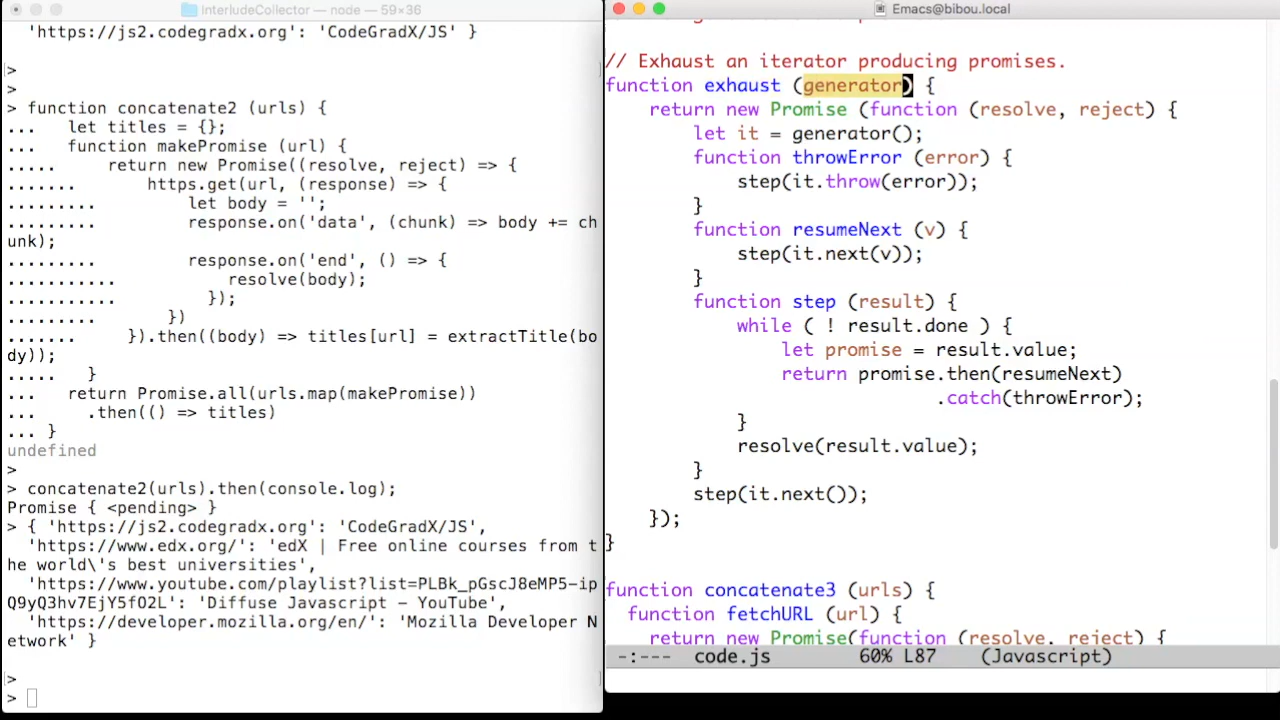 interludeCollector — node — 59×36
'https://js2.codegradx.org': 'CodeGradX/JS' }
>
>
> function concatenate2 (urls) {
... let titles = {};
... function makePromise (url) {
..... return new Promise((resolve, reject) => {
....... https.get(url, (response) => {
......... let body = '';
......... response.on('data', (chunk) => body += ch
unk);
......... response.on('end', () => {
........... resolve(body);
........... });
......... })
....... }).then((body) => titles[url] = extractTitle(bo
dy));
..... }
... return Promise.all(urls.map(makePromise))
... .then(() => titles)
... }
undefined
>
> concatenate2(urls).then(console.log);
Promise { <pending> }
> { 'https://js2.codegradx.org': 'CodeGradX/JS',
'https://www.edx.org/': 'edX | Free online courses from t
he world\'s best universities',
'https://www.youtube.com/playlist?list=PLBk_pGscJ8eMP5-ip
Q9yQ3hv7EjY5fO2L': 'Diffuse Javascript – YouTube',
'https://developer.mozilla.org/en/': 'Mozilla Developer N
etwork' }
>
>
Emacs@bibou.local
// Exhaust an iterator producing promises.
function exhaust (generator) {
return new Promise (function (resolve, reject) {
let it = generator();
function throwError (error) {
step(it.throw(error));
}
function resumeNext (v) {
step(it.next(v));
}
function step (result) {
while ( ! result.done ) {
let promise = result.value;
return promise.then(resumeNext)
.catch(throwError);
}
resolve(result.value);
}
step(it.next());
});
}
function concatenate3 (urls) {
function fetchURL (url) {
return new Promise(function (resolve, reject) {
-:--- code.js 60% L87 (Javascript)